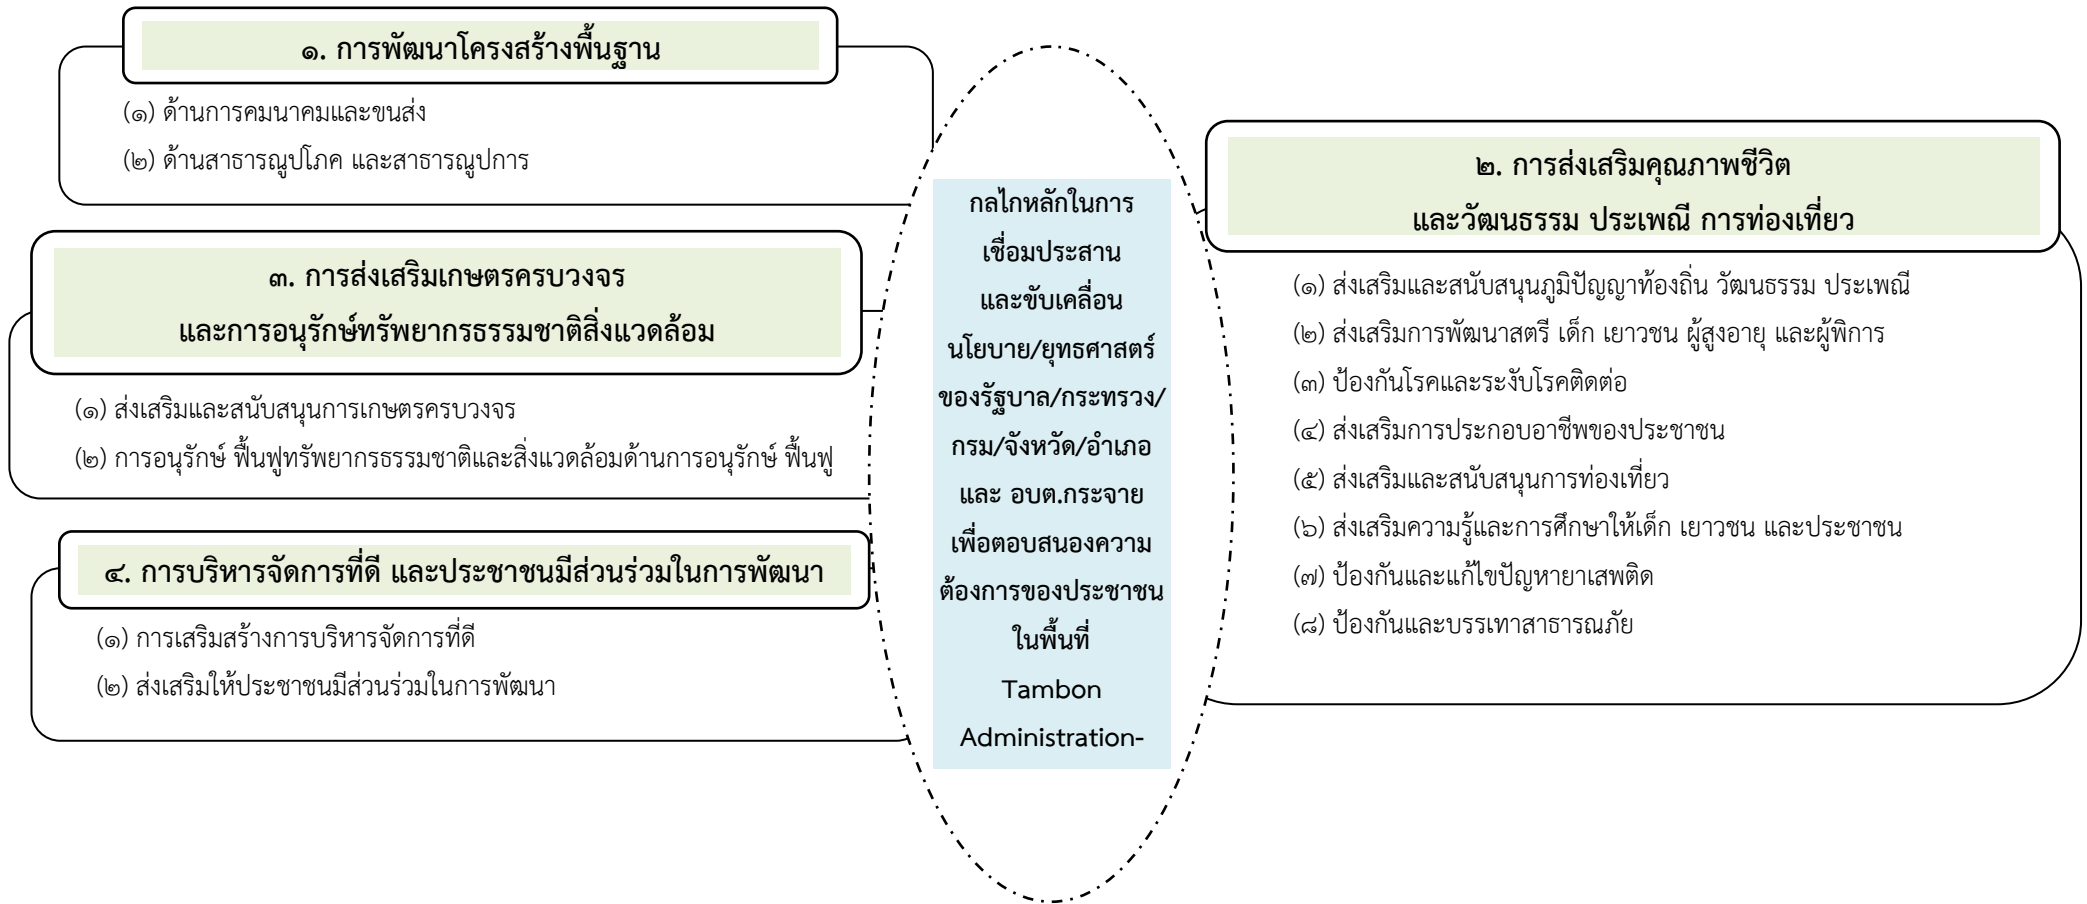 ๑. การพัฒนาโครงสร้างพื้นฐาน
(๑) ด้านการคมนาคมและขนส่ง
(๒) ด้านสาธารณูปโภค และสาธารณูปการ
๒. การส่งเสริมคุณภาพชีวิต
และวัฒนธรรม ประเพณี การท่องเที่ยว
(๑) ส่งเสริมและสนับสนุนภูมิปัญญาท้องถิ่น วัฒนธรรม ประเพณี
(๒) ส่งเสริมการพัฒนาสตรี เด็ก เยาวชน ผู้สูงอายุ และผู้พิการ
(๓) ป้องกันโรคและระงับโรคติดต่อ
(๔) ส่งเสริมการประกอบอาชีพของประชาชน
(๕) ส่งเสริมและสนับสนุนการท่องเที่ยว
(๖) ส่งเสริมความรู้และการศึกษาให้เด็ก เยาวชน และประชาชน
(๗) ป้องกันและแก้ไขปัญหายาเสพติด
(๘) ป้องกันและบรรเทาสาธารณภัย
๓. การส่งเสริมเกษตรครบวงจร
และการอนุรักษ์ทรัพยากรธรรมชาติสิ่งแวดล้อม
(๑) ส่งเสริมและสนับสนุนการเกษตรครบวงจร
(๒) การอนุรักษ์ ฟื้นฟูทรัพยากรธรรมชาติและสิ่งแวดล้อมด้านการอนุรักษ์ ฟื้นฟู
๔. การบริหารจัดการที่ดี และประชาชนมีส่วนร่วมในการพัฒนา
(๑) การเสริมสร้างการบริหารจัดการที่ดี
(๒) ส่งเสริมให้ประชาชนมีส่วนร่วมในการพัฒนา
กลไกหลักในการ
เชื่อมประสาน
และขับเคลื่อน
นโยบาย/ยุทธศาสตร์
ของรัฐบาล/กระทรวง/
กรม/จังหวัด/อำเภอ
และ อบต.กระจาย
เพื่อตอบสนองความ
ต้องการของประชาชน
ในพื้นที่
Tambon
Administration-